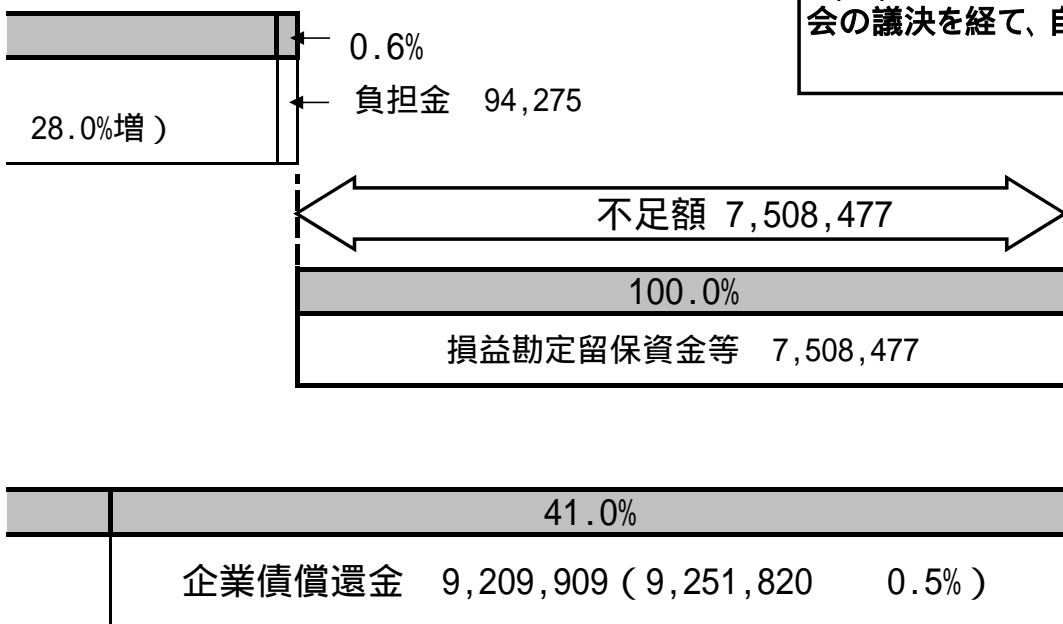 会の議決を経て、自
0.6%
負担金 94,275
28.0%増）
不足額 7,508,477
100.0%
損益勘定留保資金等 7,508,477
41.0%
企業債償還金 9,209,909（9,251,820 0.5%）